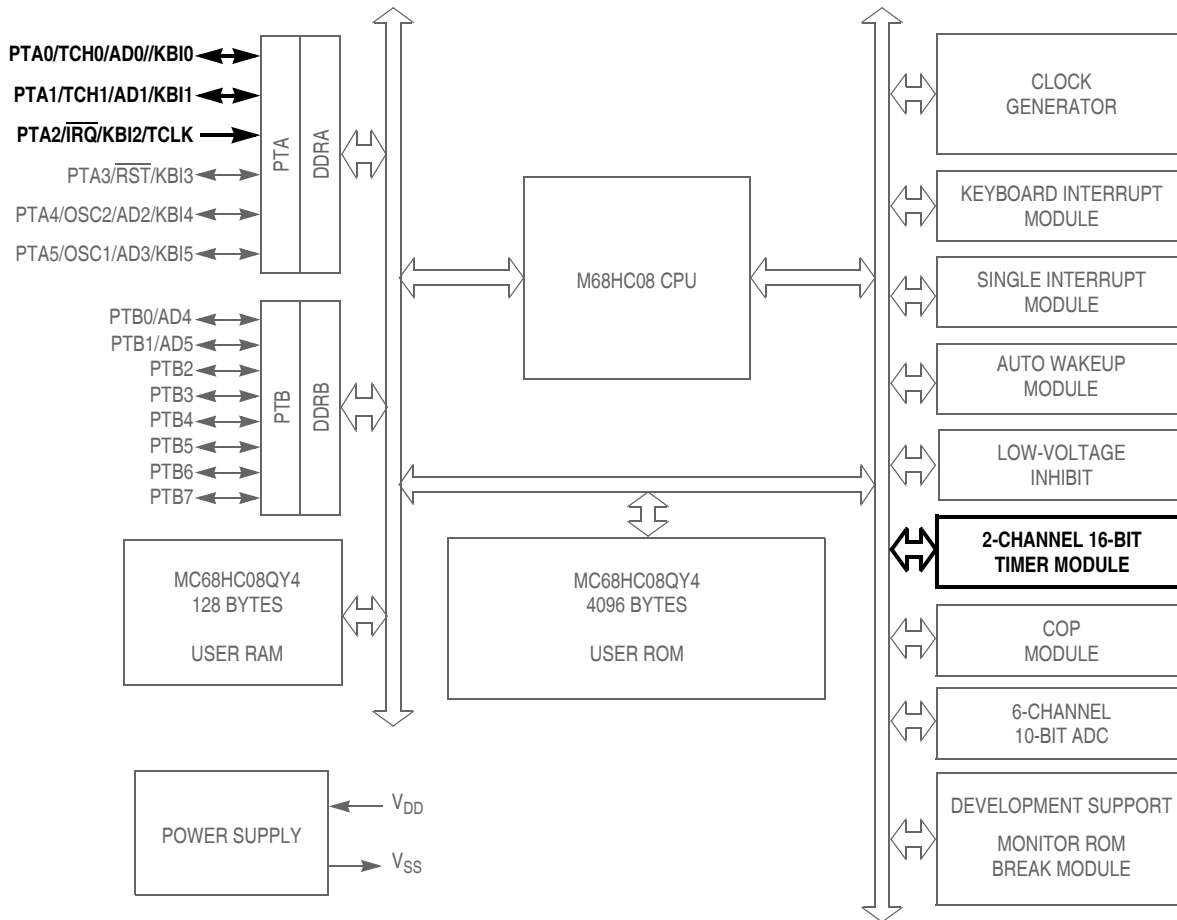 PTA0/TCH0/AD0//KBI0
PTA1/TCH1/AD1/KBI1
PTA2/IRQ/KBI2/TCLK
PTA3/RST/KBI3
PTA4/OSC2/AD2/KBI4
PTA5/OSC1/AD3/KBI5
PTA
DDRA
PTB0/AD4
PTB1/AD5
PTB2
PTB3
PTB4
PTB5
PTB6
PTB7
PTB
DDRB
M68HC08 CPU
MC68HC08QY4
128 BYTES
USER RAM
MC68HC08QY4
4096 BYTES
USER ROM
POWER SUPPLY
VDD
VSS
CLOCK
GENERATOR
KEYBOARD INTERRUPT
MODULE
SINGLE INTERRUPT
MODULE
AUTO WAKEUP
MODULE
LOW-VOLTAGE
INHIBIT
2-CHANNEL 16-BIT
TIMER MODULE
COP
MODULE
6-CHANNEL
10-BIT ADC
DEVELOPMENT SUPPORT
MONITOR ROM
BREAK MODULE